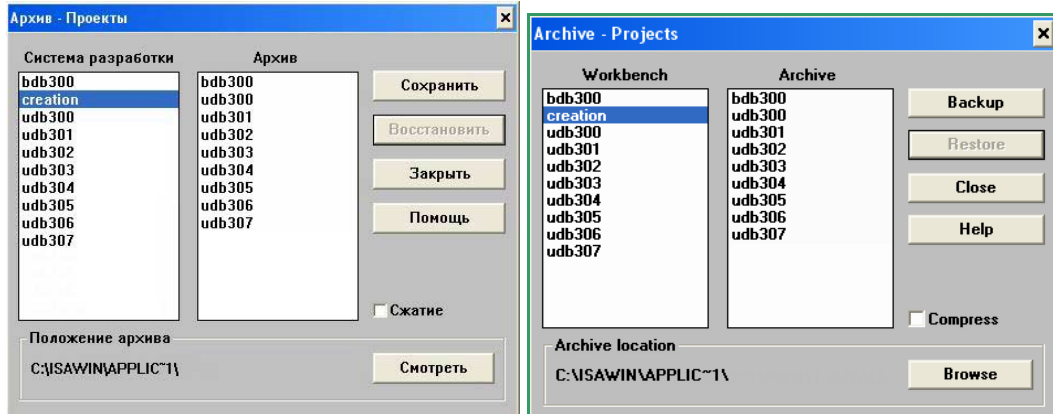 Архив - Проекты
Система разработки
Архив
bdb300
creation
udb300
udb301
udb302
udb303
udb304
udb305
udb306
udb307
bdb300
udb300
udb301
udb302
udb303
udb304
udb305
udb306
udb307
Сохранить
Восстановить
Закрыть
Помощь
Сжатие
Положение архива
C:\ISAWIN\APPLIC~1\
Смотреть
Archive - Projects
Workbench
Archive
bdb300
creation
udb300
udb301
udb302
udb303
udb304
udb305
udb306
udb307
bdb300
udb300
udb301
udb302
udb303
udb304
udb305
udb306
udb307
Backup
Restore
Close
Help
Compress
Archive location
C:\ISAWIN\APPLIC~1\
Browse